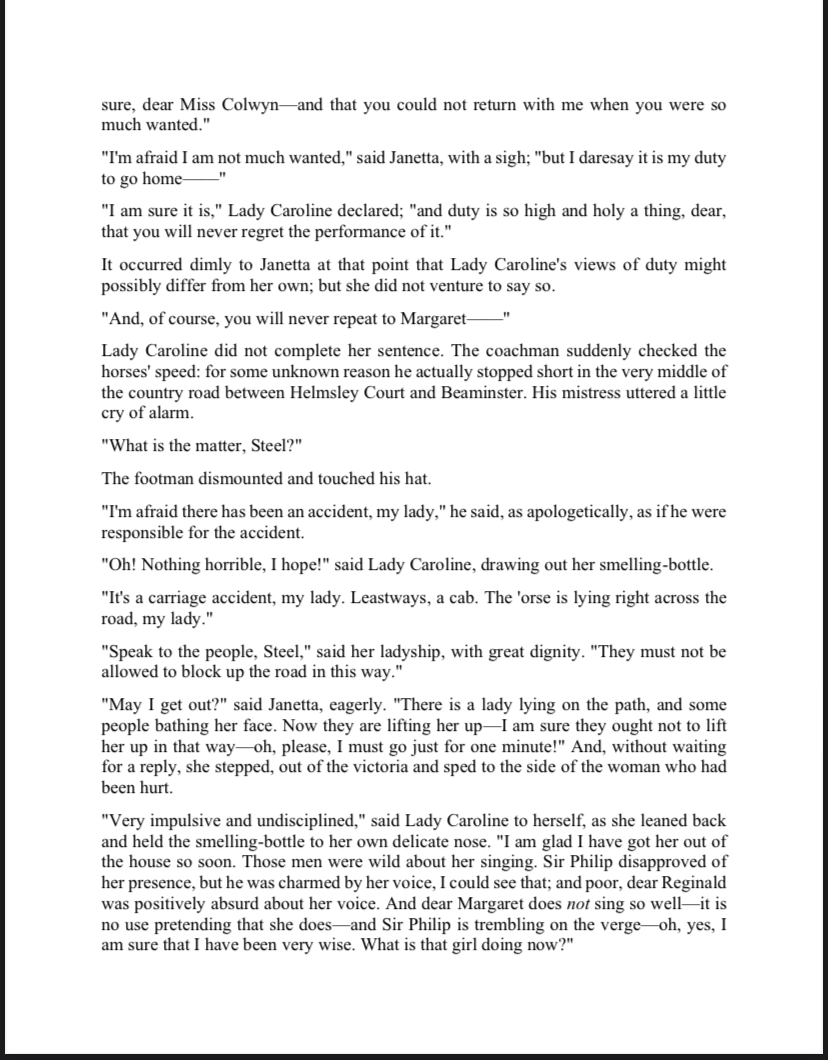 sure, dear Miss Colwyn—and that you could not return with me when you were so
much wanted."
"I'm afraid I am not much wanted," said Janetta, with a sigh; "but I daresay it is my duty
to go home——"
"I am sure it is," Lady Caroline declared; "and duty is so high and holy a thing, dear,
that you will never regret the performance of it."
It occurred dimly to Janetta at that point that Lady Caroline's views of duty might
possibly differ from her own; but she did not venture to say so.
"And, of course, you will never repeat to Margaret——"
Lady Caroline did not complete her sentence. The coachman suddenly checked the
horses' speed: for some unknown reason he actually stopped short in the very middle of
the country road between Helmsley Court and Beaminster. His mistress uttered a little
cry of alarm.
"What is the matter, Steel?"
The footman dismounted and touched his hat.
"I'm afraid there has been an accident, my lady," he said, as apologetically, as if he were
responsible for the accident.
"Oh! Nothing horrible, I hope!" said Lady Caroline, drawing out her smelling-bottle.
"It's a carriage accident, my lady. Leastways, a cab. The 'orse is lying right across the
road, my lady."
"Speak to the people, Steel," said her ladyship, with great dignity. "They must not be
allowed to block up the road in this way."
"May I get out?" said Janetta, eagerly. "There is a lady lying on the path, and some
people bathing her face. Now they are lifting her up—I am sure they ought not to lift
her up in that way—oh, please, I must go just for one minute!" And, without waiting
for a reply, she stepped, out of the victoria and sped to the side of the woman who had
been hurt.
"Very impulsive and undisciplined," said Lady Caroline to herself, as she leaned back
and held the smelling-bottle to her own delicate nose. "I am glad I have got her out of
the house so soon. Those men were wild about her singing. Sir Philip disapproved of
her presence, but he was charmed by her voice, I could see that; and poor, dear Reginald
was positively absurd about her voice. And dear Margaret does not sing so well—it is
no use pretending that she does—and Sir Philip is trembling on the verge—oh, yes, I
am sure that I have been very wise. What is that girl doing now?"